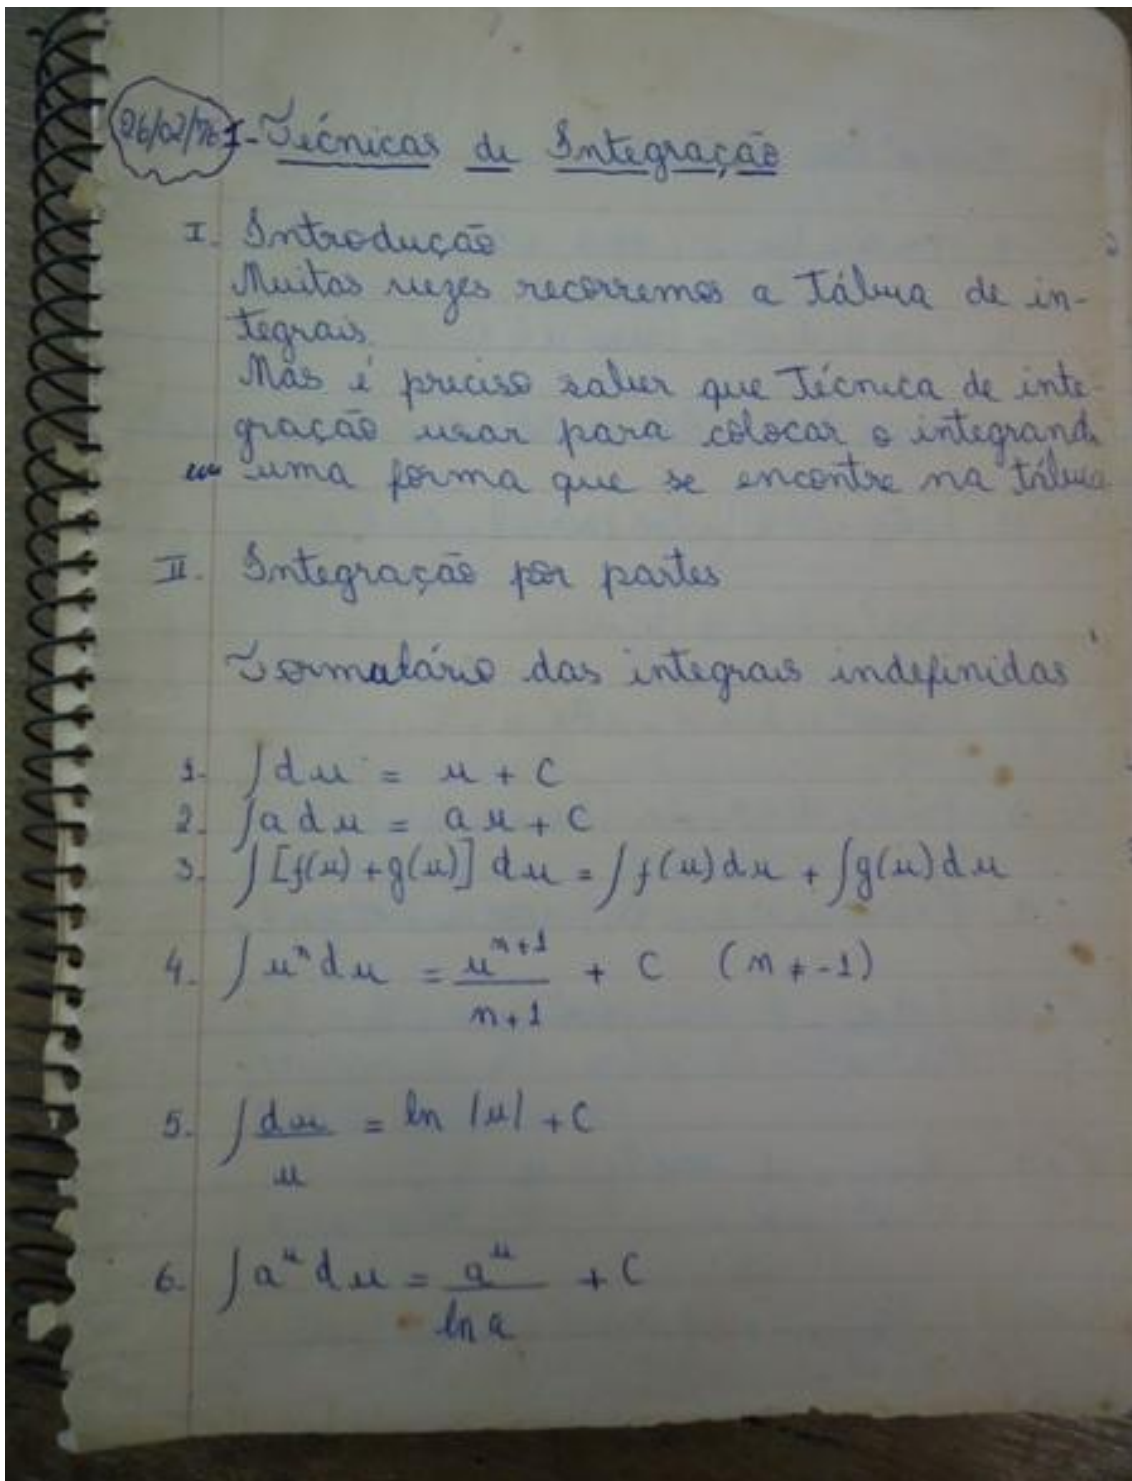 26/02/76 I- Técnicas de Integração
I. Introdução
Muitas vezes recorremos a Tábua de in-
tegrais
Mas é preciso saber que Técnica de inte-
gração usar para colocar o integrand
em uma forma que se encontre na Tábua
II. Integração por partes
Formulário das integrais indefinidas
1- ∫ du = u + C
2. ∫ a du = au + C
3. ∫ [f(u) + g(u)] du = ∫ f(u) du + ∫ g(u) du
4. ∫ uⁿ du = uⁿ⁺¹/(n+1) + C (n ≠ -1)
5. ∫ du/u = ln |u| + C
6. ∫ aᵘ du = aᵘ/ln a + C